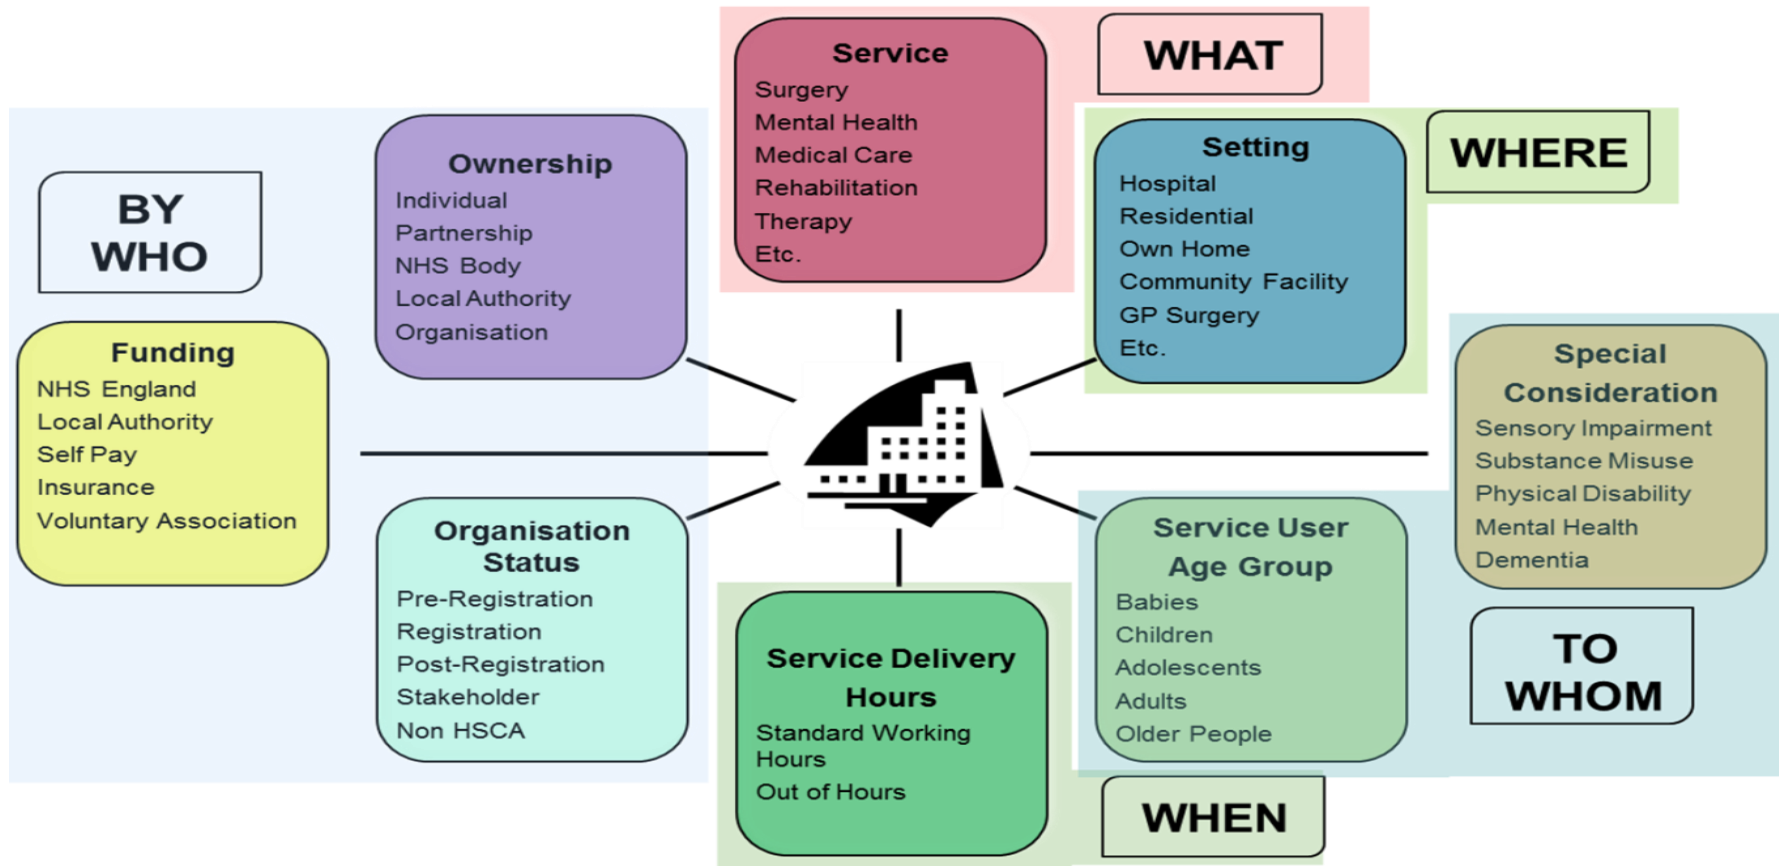 Service
Surgery
Mental Health
Medical Care
Rehabilitation
Therapy
Etc.
WHAT
Setting
Hospital
Residential
Own Home
Community Facility
GP Surgery
Etc.
WHERE
BY
WHO
Ownership
Individual
Partnership
NHS Body
Local Authority
Organisation
Funding
NHS England
Local Authority
Self Pay
Insurance
Voluntary Association
Organisation
Status
Pre-Registration
Registration
Post-Registration
Stakeholder
Non HSCA
Service Delivery
Hours
Standard Working
Hours
Out of Hours
WHEN
Service User
Age Group
Babies
Children
Adolescents
Adults
Older People
Special
Consideration
Sensory Impairment
Substance Misuse
Physical Disability
Mental Health
Dementia
TO
WHOM